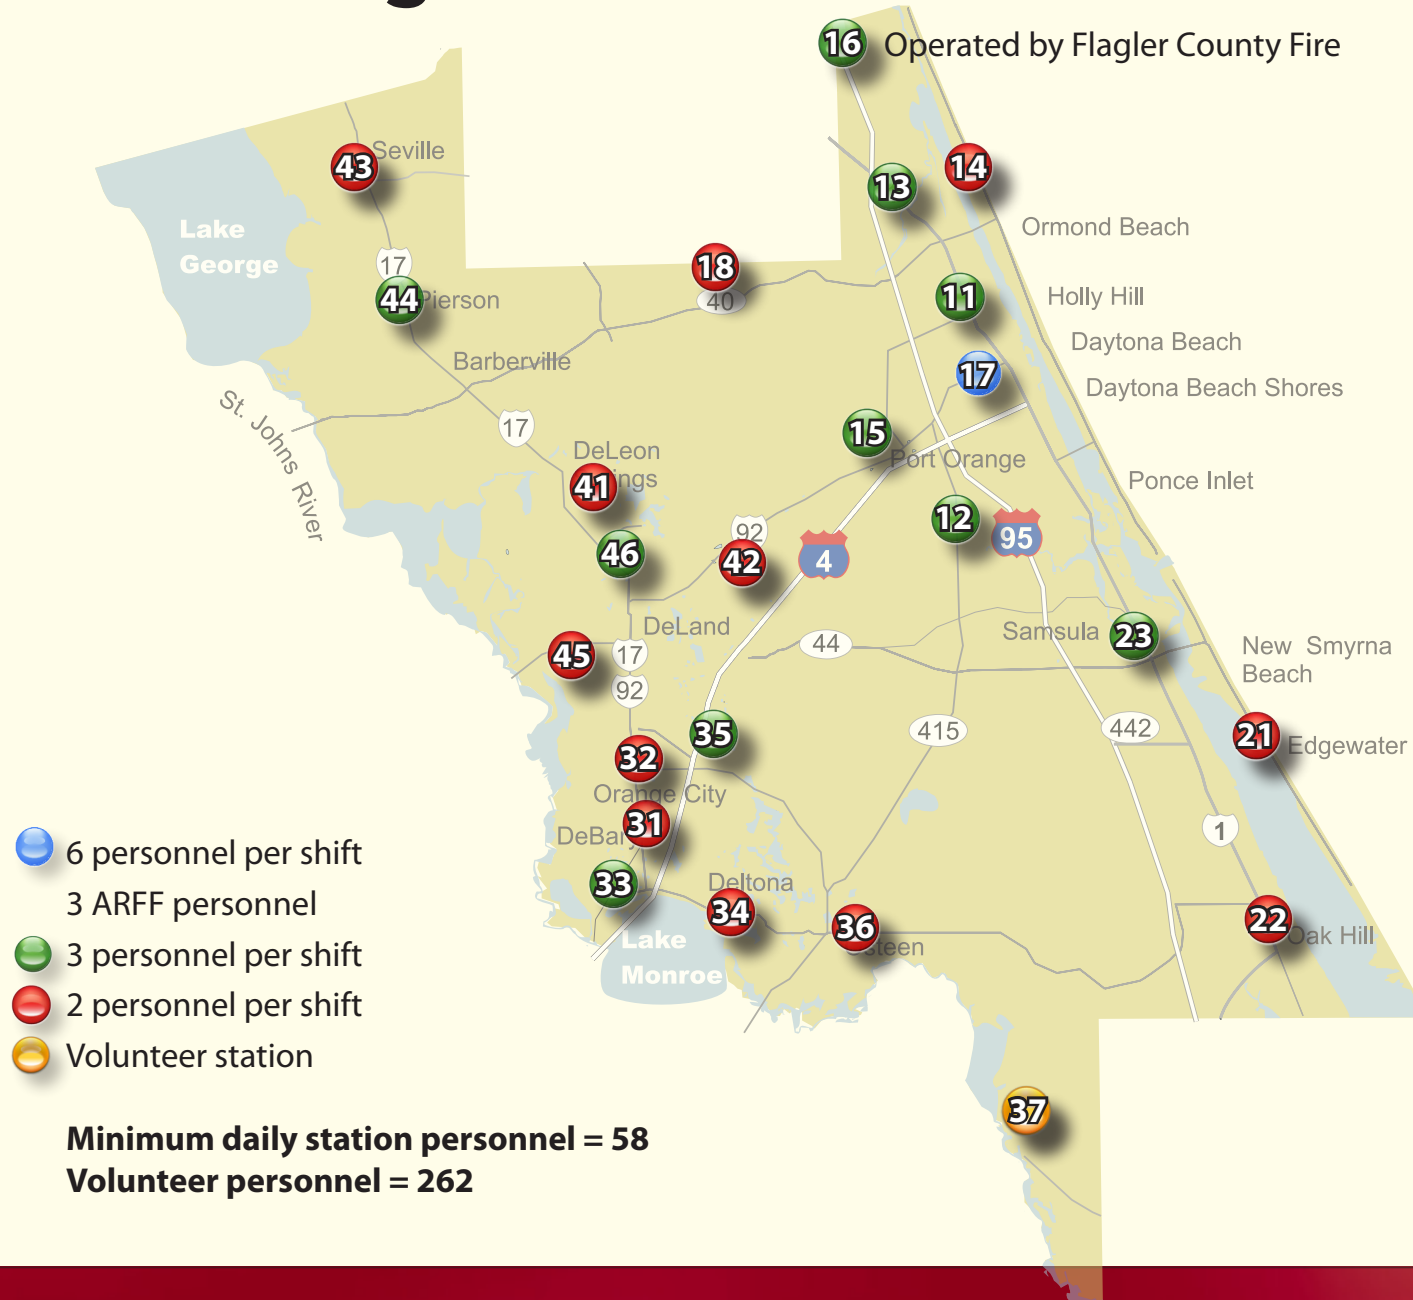 16 Operated by Flagler County Fire
Seville
43
14
13
Lake
George
Ormond Beach
17
18
44 Pierson
40
11
Holly Hill
Daytona Beach
Barberville
17
Daytona Beach Shores
St. Johns River
17
15
DeLeon
Port Orange
41
ings
Ponce Inlet
12
92
95
46
42
4
DeLand
Samsula
23
44
45
17
New Smyrna
Beach
92
35
415
442
21
Edgewater
32
Orange City
31
DeBary
1
6 personnel per shift
33
Deltona
3 ARFF personnel
34
36
22
Oak Hill
Lake
Monroe
steen
3 personnel per shift
2 personnel per shift
Volunteer station
37
Minimum daily station personnel = 58
Volunteer personnel = 262